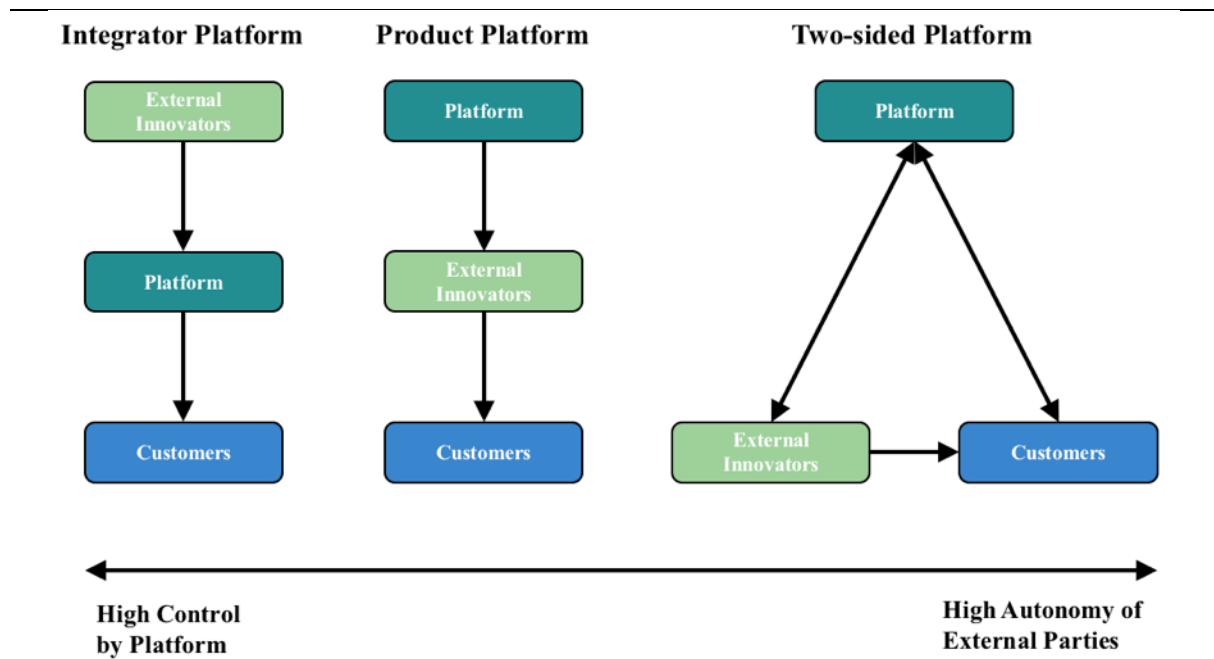 Integrator Platform
Product Platform
Two-sided Platform
External
Innovators
Platform
Customers
Platform
External
Innovators
Customers
Platform
External
Innovators
Customers
High Control
by Platform
High Autonomy of
External Parties